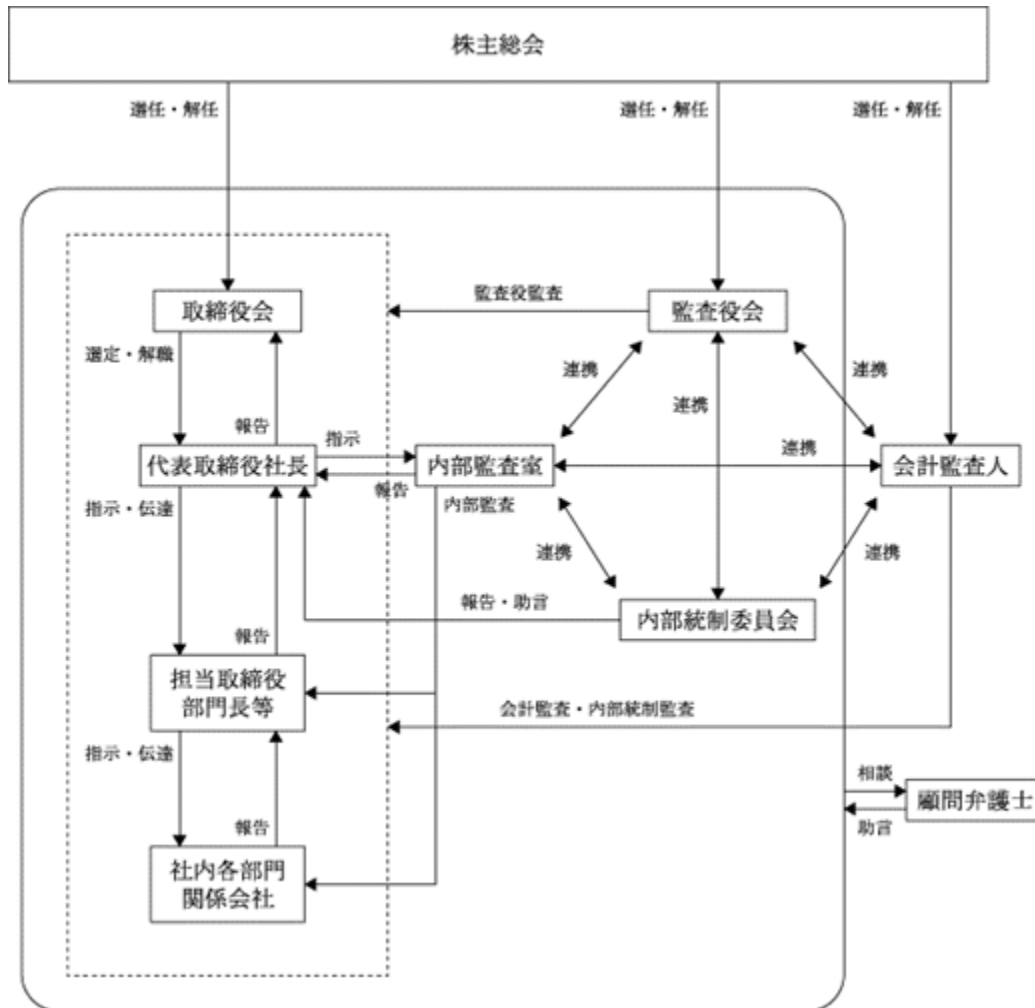 株主総会
選任・解任
選任・解任
選任・解任
取締役会
監査役監査
監査役会
選定・解職
連携
連携
連携
報告
指示
代表取締役社長
内部監査室
連携
会計監査人
報告
指示・伝達
内部監査
連携
連携
報告・助言
内部統制委員会
報告
担当取締役
部門長等
会計監査・内部統制監査
指示・伝達
相談
顧問弁護士
助言
報告
社内各部門
関係会社